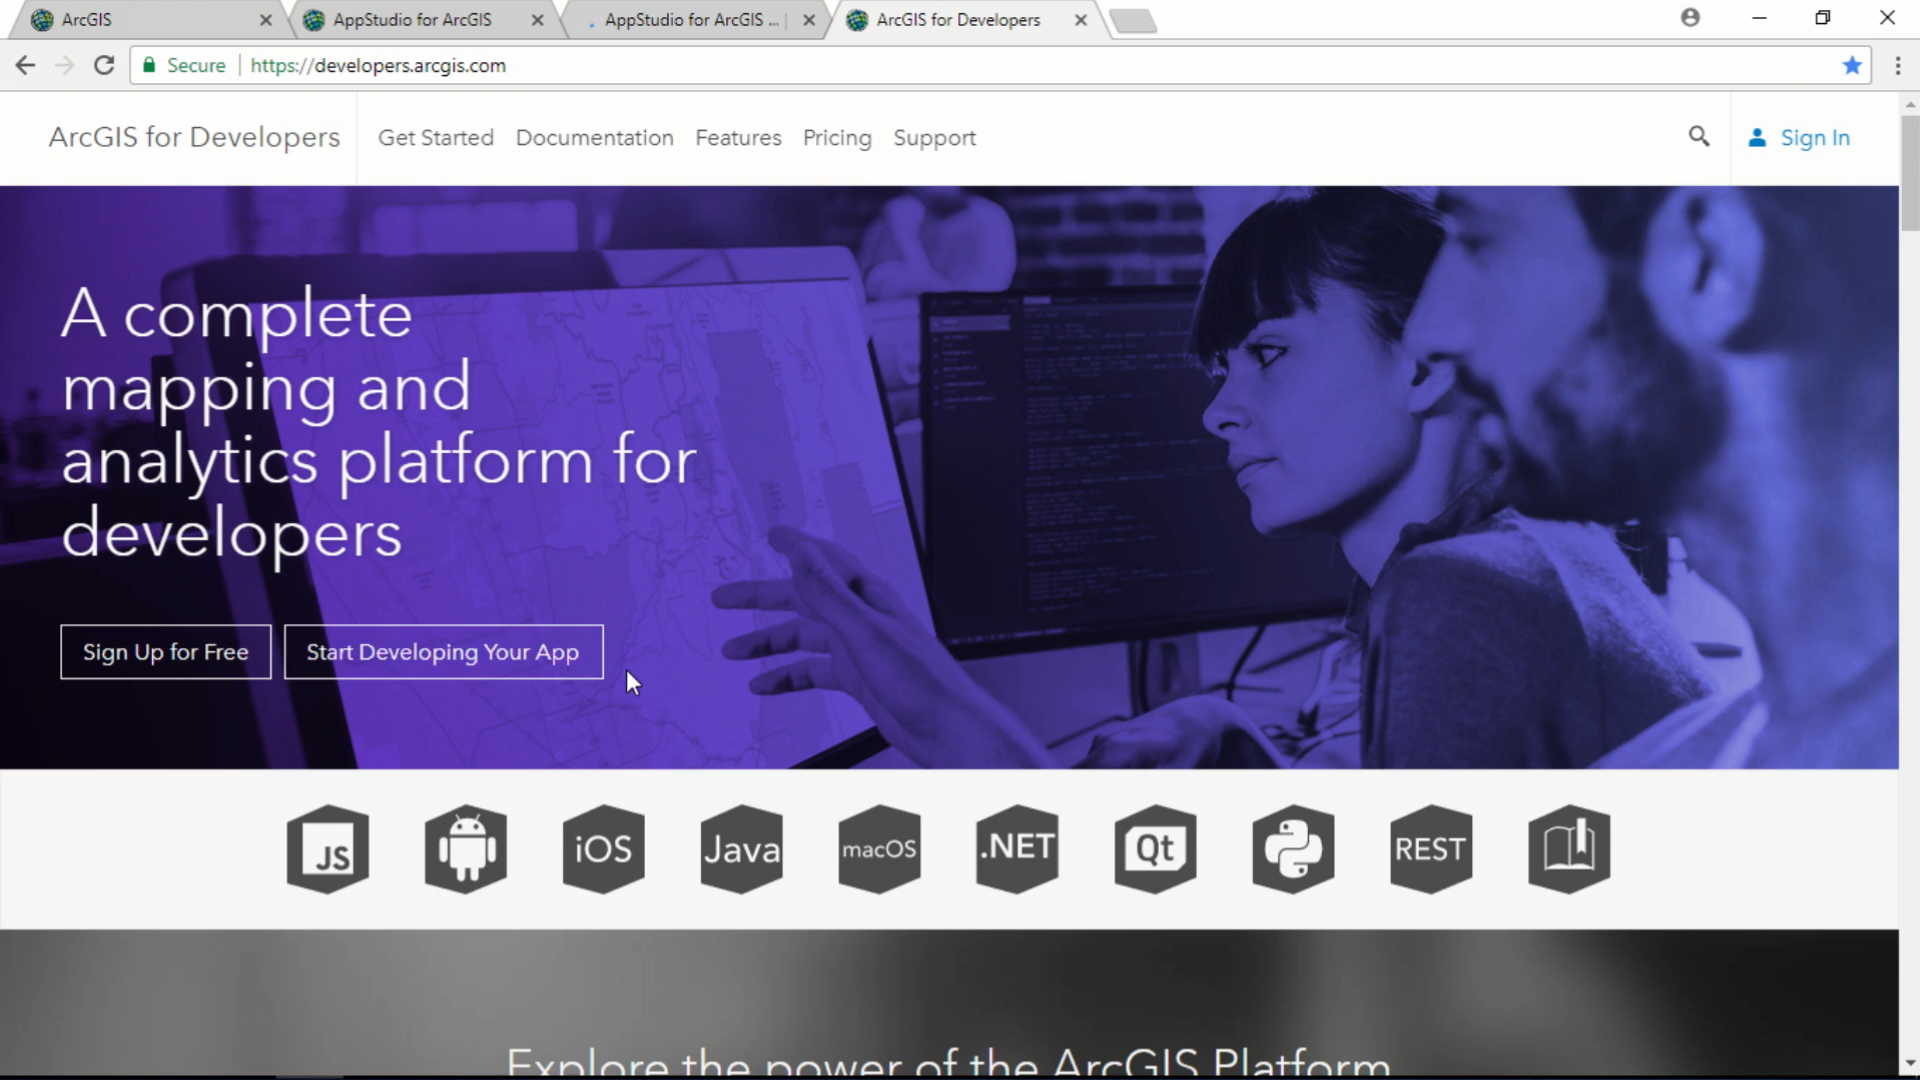 ArcGIS
AppStudio for ArcGIS
AppStudio for ArcGIS ...
ArcGIS for Developers
Secure
https://developers.arcgis.com
ArcGIS for Developers
Get Started
Documentation
Features
Pricing
Support
Sign In
A complete
mapping and
analytics platform for
developers
Sign Up for Free
Start Developing Your App
JS
iOS
Java
macOS
.NET
Qt
REST
Explore the power of the ArcGIS Platform